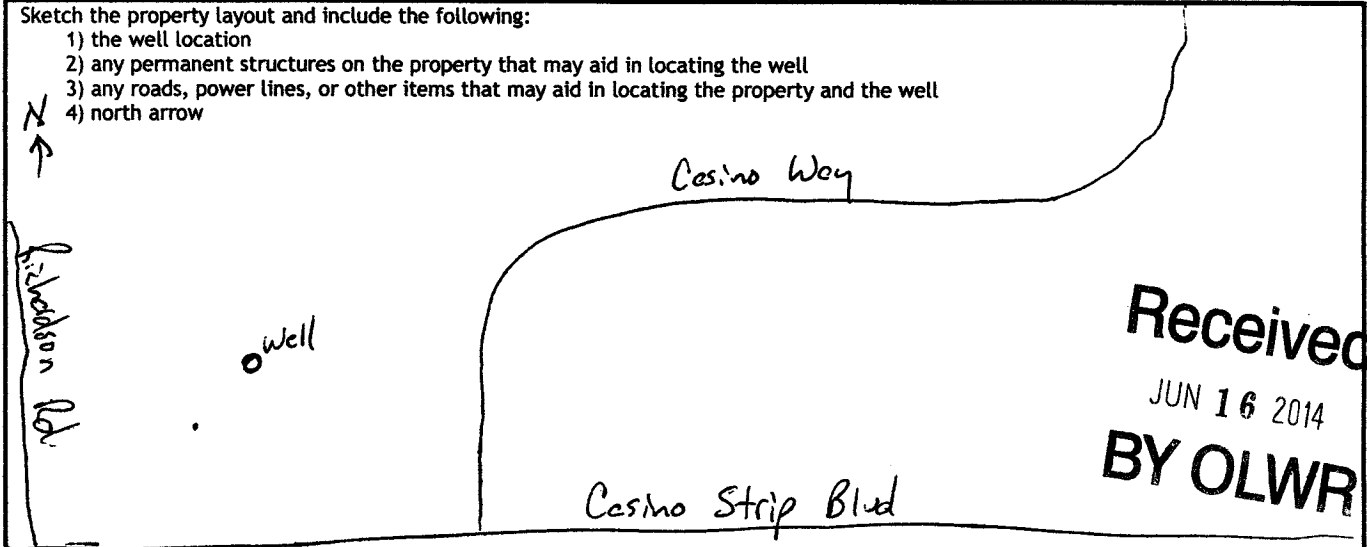 Sketch the property layout and include the following:
1) the well location
2) any permanent structures on the property that may aid in locating the well
3) any roads, power lines, or other items that may aid in locating the property and the well
4) north arrow
N
Casino Way
Richardson Rd.
Well
Received
JUN 16 2014
BY OLWR
Casino Strip Blvd